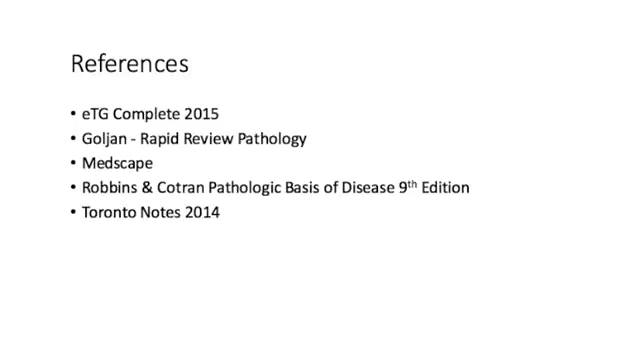 References
• eTG Complete 2015
• Goljan - Rapid Review Pathology
• Medscape
• Robbins & Cotran Pathologic Basis of Disease 9th Edition
• Toronto Notes 2014